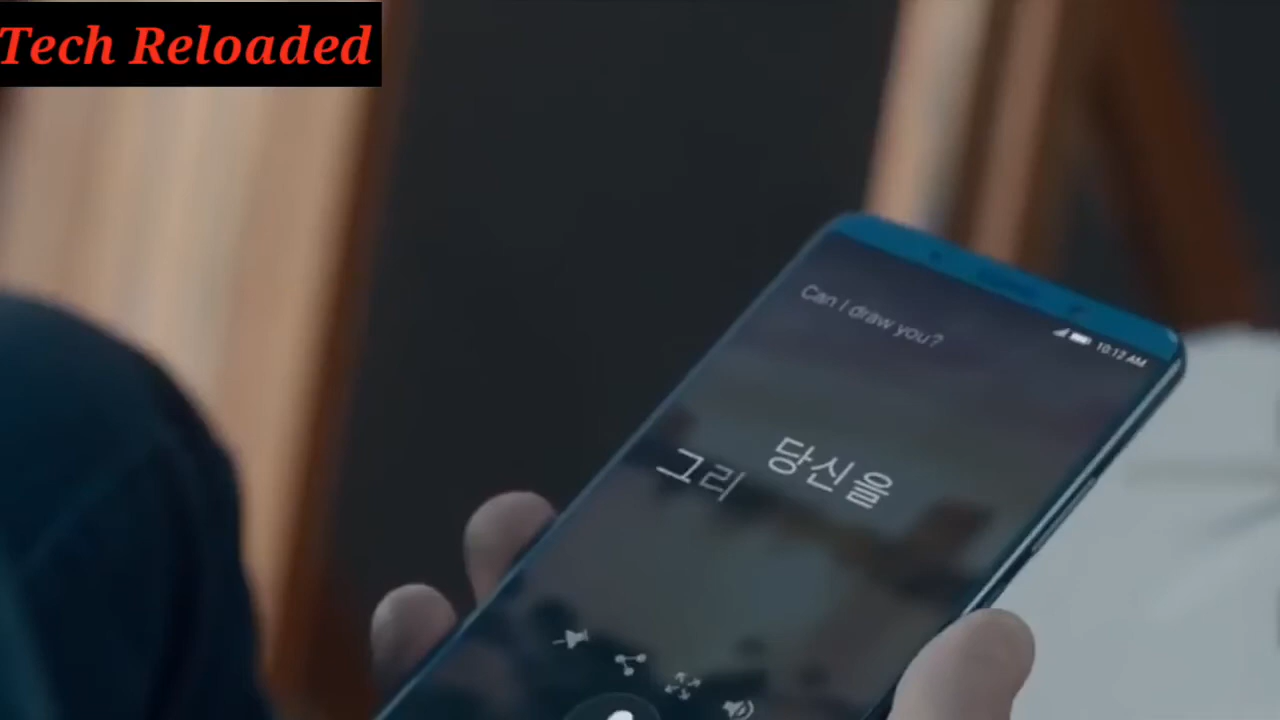 Tech Reloaded
Can I draw you?
10:12 AM
당신을
그리